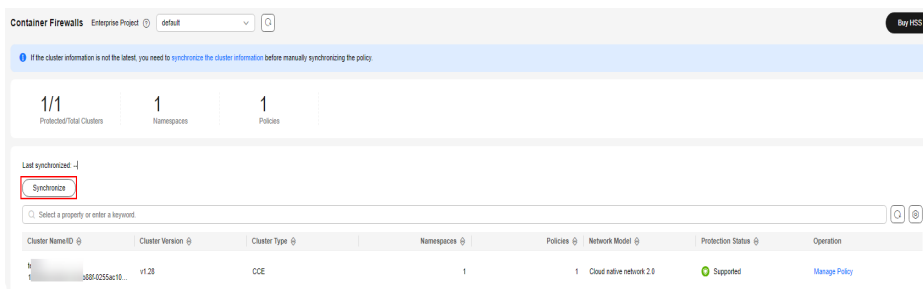 Container Firewalls Enterprise Project default Buy HSS
If the cluster information is not the latest, you need to synchronize the cluster information before manually synchronizing the policy.
1/1 1 1
Protected/Total Clusters Namespaces Policies
Last synchronized: --
Synchronize
Select a property or enter a keyword.
Cluster Name/ID Cluster Version Cluster Type Namespaces Policies Network Model Protection Status Operation
v1.28 CCE 1 1 Cloud native network 2.0 Supported Manage Policy